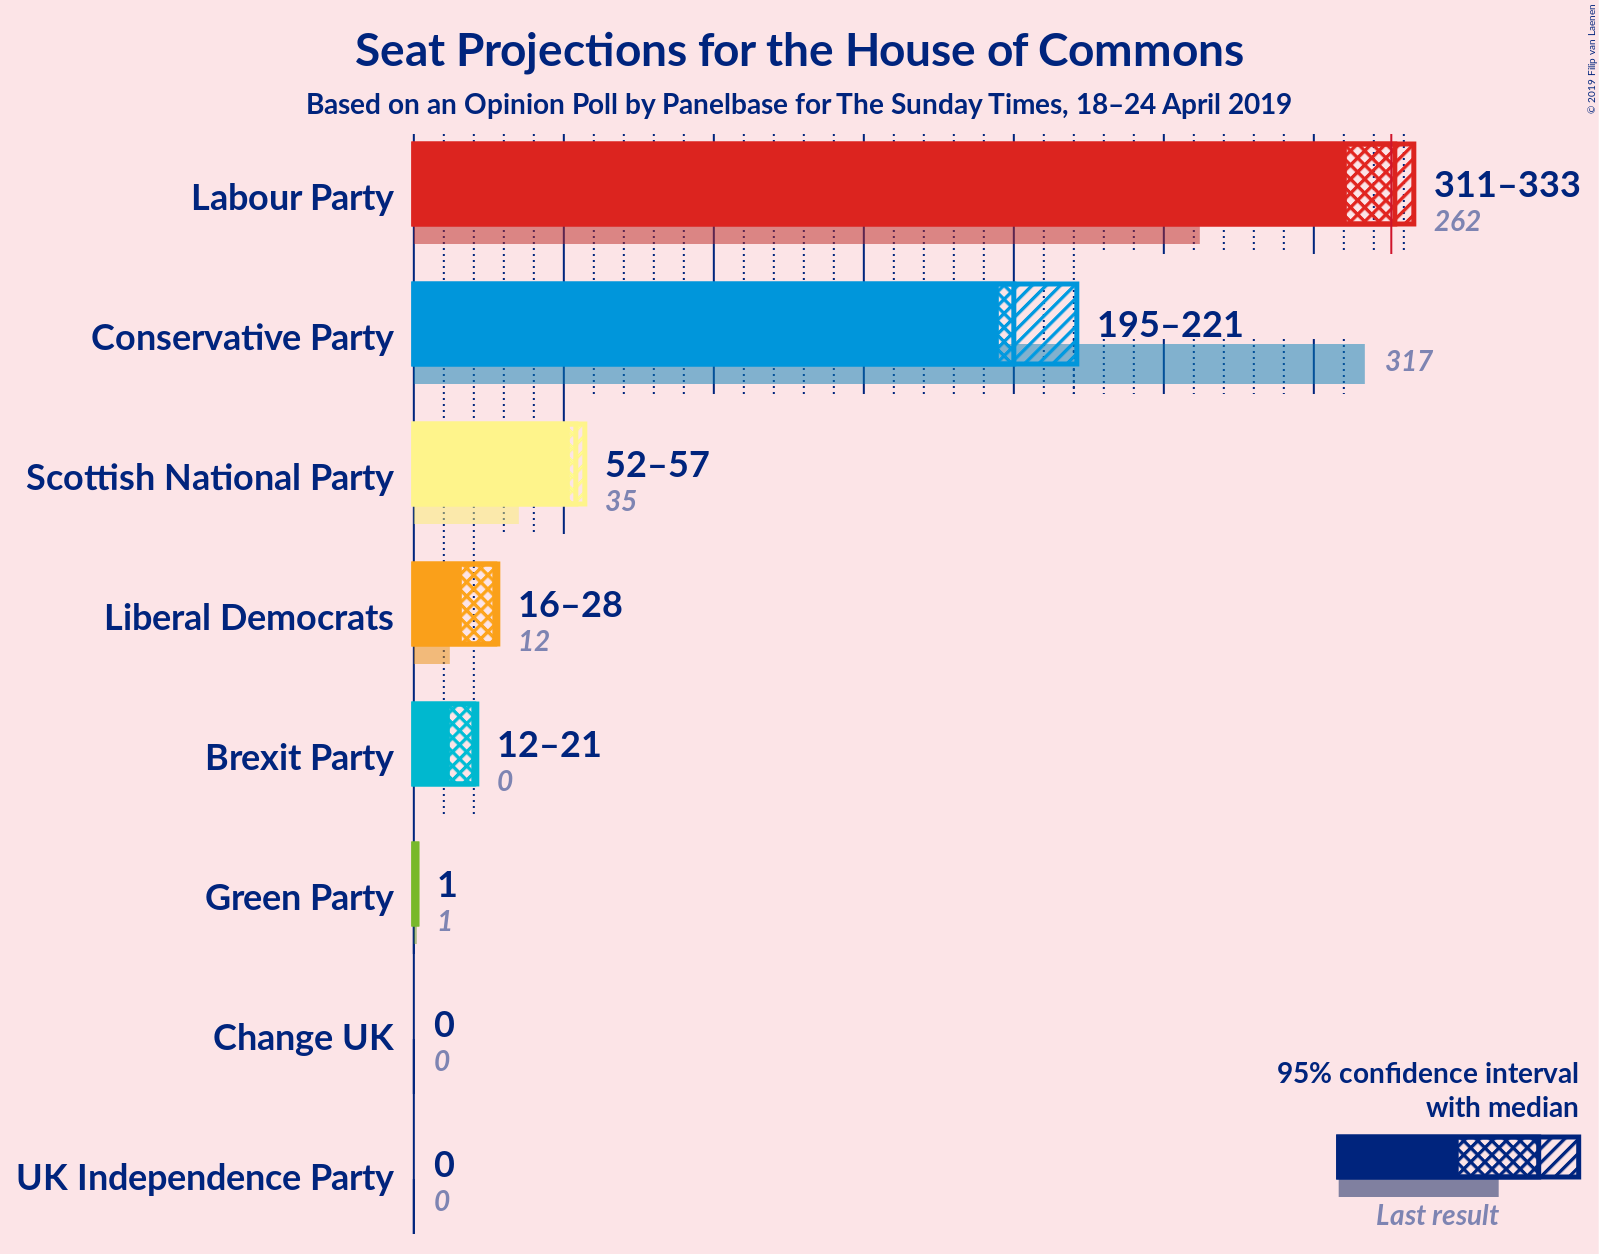 Seat Projections for the House of Commons
Based on an Opinion Poll by Panelbase for The Sunday Times, 18–24 April 2019
© 2019 Filip van Laenen
Labour Party
311–333
262
Conservative Party
195–221
317
Scottish National Party
52–57
35
Liberal Democrats
16–28
12
Brexit Party
12–21
0
Green Party
1
1
Change UK
0
0
UK Independence Party
0
0
95% confidence interval
with median
Last result